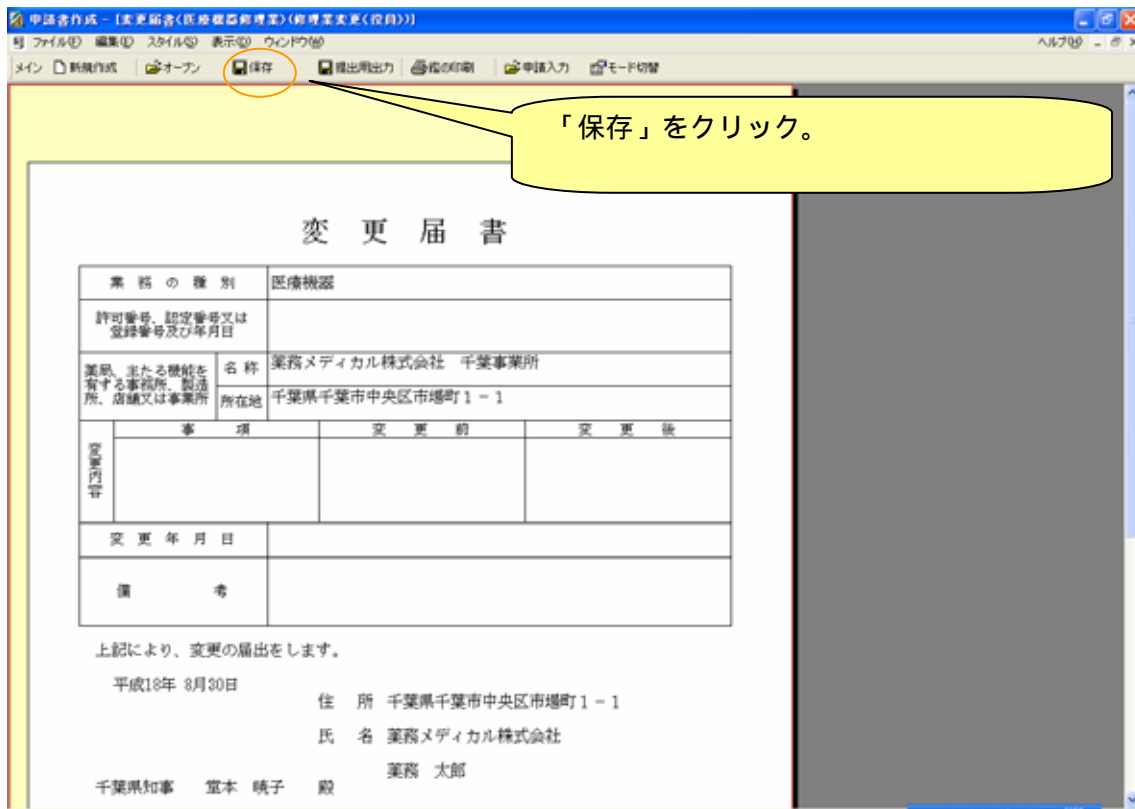 申請書作成 - [変更届書(医療機器修理業)(修理業変更(役員))]
ファイル(F) 編集(E) スタイル(S) 表示(V) ウィンドウ(W) ヘルプ(H)
メイン 新規作成 オープン 保存 提出用出力 鑑の印刷 申請入力 モード切替
「保存」をクリック。
変 更 届 書
業 務 の 種 別 医療機器
許可番号、認定番号又は
登録番号及び年月日
薬局、主たる機能を
有する事務所、製造
所、店舗又は事業所
名 称 薬務メディカル株式会社 千葉事業所
所在地 千葉県千葉市中央区市場町1-1
変更内容
事 項 変 更 前 変 更 後
変 更 年 月 日
備 考
上記により、変更の届出をします。
平成18年 8月30日
住 所 千葉県千葉市中央区市場町1-1
氏 名 薬務メディカル株式会社
薬務 太郎
千葉県知事 堂本 暁子 殿